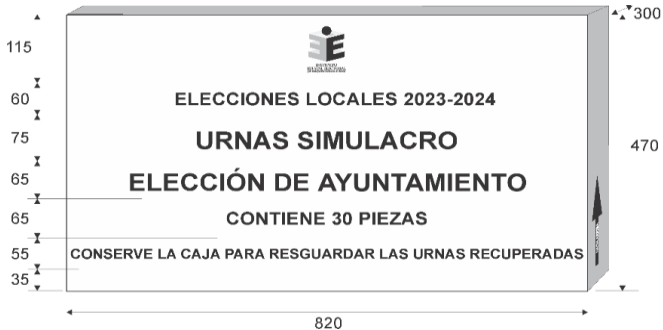 300
115
60
ELECCIONES LOCALES 2023-2024
75
URNAS SIMULACRO
470
65
ELECCIÓN DE AYUNTAMIENTO
65
CONTIENE 30 PIEZAS
55
CONSERVE LA CAJA PARA RESGUARDAR LAS URNAS RECUPERADAS
35
820